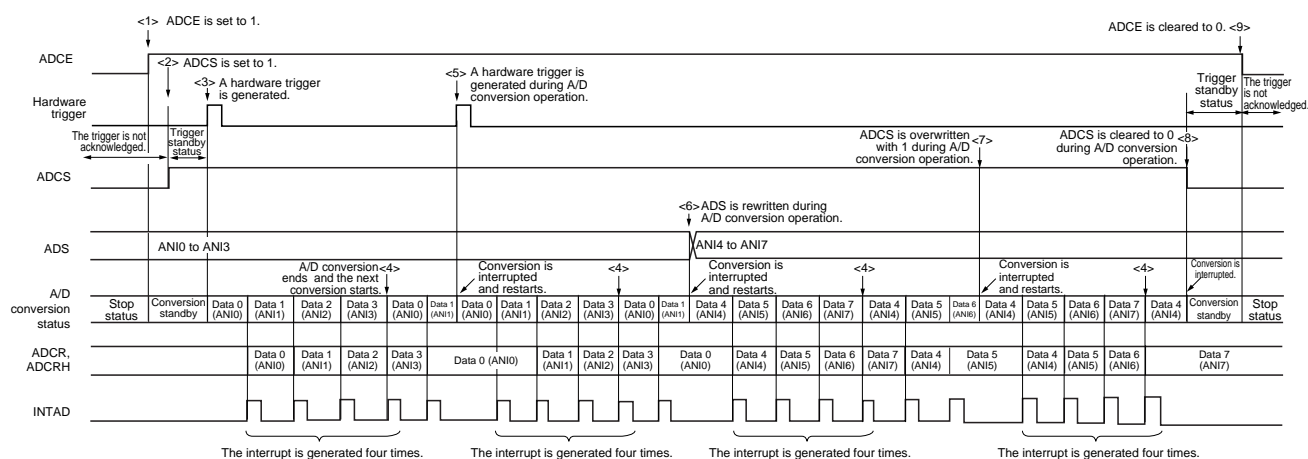 <1> ADCE is set to 1.
ADCE is cleared to 0. <9>
ADCE
<2> ADCS is set to 1.
<3> A hardware trigger
is generated.
<5> A hardware trigger is
generated during A/D
conversion operation.
Trigger
standby
status
The trigger
is not
acknowledged.
Hardware
trigger
The trigger is not
acknowledged.
Trigger
standby
status
ADCS is overwritten
with 1 during A/D <7>
conversion operation.
ADCS is cleared to 0
during A/D conversion <8>
operation.
ADCS
<6> ADS is rewritten during
A/D conversion operation.
ADS
ANI0 to ANI3
ANI4 to ANI7
A/D conversion <4>
ends and the next
conversion starts.
Conversion is
interrupted
and restarts.
<4>
Conversion is
interrupted
and restarts.
<4>
Conversion is
interrupted
and restarts.
<4>
Conversion is
interrupted.
A/D
conversion
status
Stop
status
Conversion
standby
Data 0
(ANI0)
Data 1
(ANI1)
Data 2
(ANI2)
Data 3
(ANI3)
Data 0
(ANI0)
Data 1
(ANI1)
Data 0
(ANI0)
Data 1
(ANI1)
Data 2
(ANI2)
Data 3
(ANI3)
Data 0
(ANI0)
Data 1
(ANI1)
Data 4
(ANI4)
Data 5
(ANI5)
Data 6
(ANI6)
Data 7
(ANI7)
Data 4
(ANI4)
Data 5
(ANI5)
Data 6
(ANI6)
Data 4
(ANI4)
Data 5
(ANI5)
Data 6
(ANI6)
Data 7
(ANI7)
Data 4
(ANI4)
Conversion
standby
Stop
status
ADCR,
ADCRH
Data 0
(ANI0)
Data 1
(ANI1)
Data 2
(ANI2)
Data 3
(ANI3)
Data 0 (ANI0)
Data 1
(ANI1)
Data 2
(ANI2)
Data 3
(ANI3)
Data 0
(ANI0)
Data 4
(ANI4)
Data 5
(ANI5)
Data 6
(ANI6)
Data 7
(ANI7)
Data 4
(ANI4)
Data 5
(ANI5)
Data 4
(ANI4)
Data 5
(ANI5)
Data 6
(ANI6)
Data 7
(ANI7)
INTAD
The interrupt is generated four times.
The interrupt is generated four times.
The interrupt is generated four times.
The interrupt is generated four times.